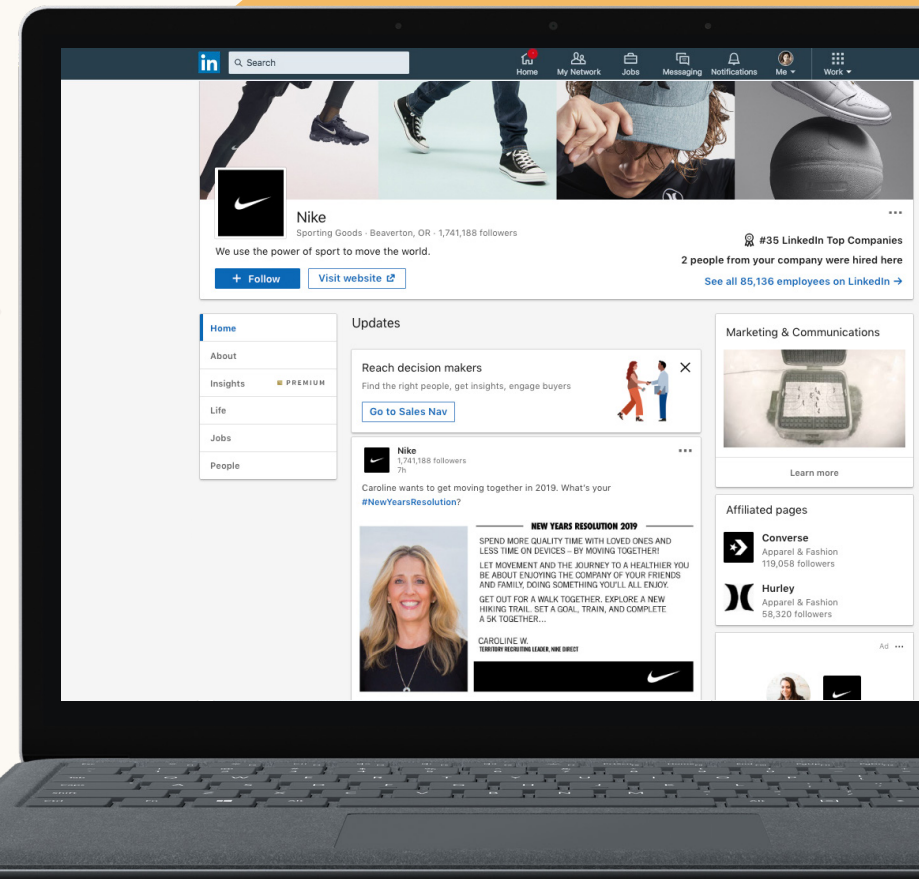 in
Search
Home
My Network
Jobs
Messaging
Notifications
Me
Work
Nike
Sporting Goods · Beaverton, OR · 1,741,188 followers
We use the power of sport to move the world.
+ Follow
Visit website
#35 LinkedIn Top Companies
2 people from your company were hired here
See all 85,136 employees on LinkedIn →
Home
About
Insights PREMIUM
Life
Jobs
People
Updates
Reach decision makers
Find the right people, get insights, engage buyers
Go to Sales Nav
Nike
1,741,188 followers
7h
Caroline wants to get moving together in 2019. What's your
#NewYearsResolution?
NEW YEARS RESOLUTION 2019
SPEND MORE QUALITY TIME WITH LOVED ONES AND
LESS TIME ON DEVICES – BY MOVING TOGETHER!
LET MOVEMENT AND THE JOURNEY TO A HEALTHIER YOU
BE ABOUT ENJOYING THE COMPANY OF YOUR FRIENDS
AND FAMILY, DOING SOMETHING YOU'LL ALL ENJOY.
GET OUT FOR A WALK TOGETHER. EXPLORE A NEW
HIKING TRAIL. SET A GOAL, TRAIN, AND COMPLETE
A 5K TOGETHER...
CAROLINE W.
TERRITORY RECRUITING LEADER, NIKE DIRECT
Marketing & Communications
Learn more
Affiliated pages
Converse
Apparel & Fashion
119,058 followers
Hurley
Apparel & Fashion
58,320 followers
Ad